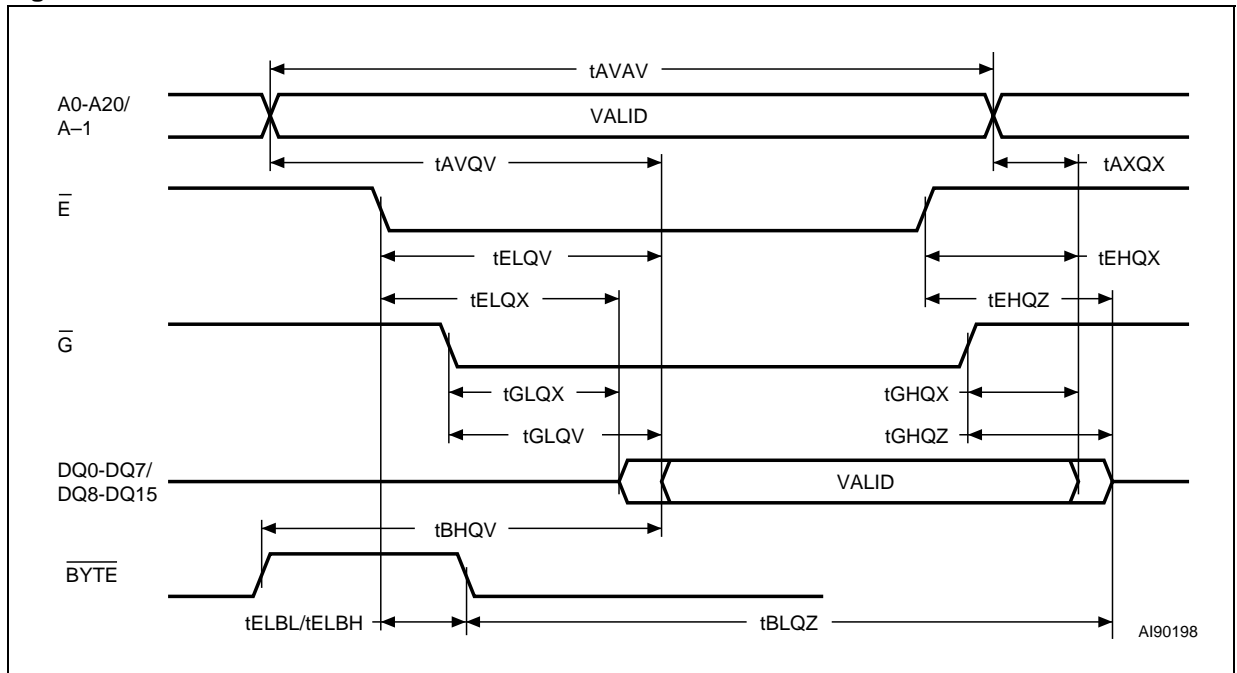 tAVAV
A0-A20/
A–1
VALID
tAVQV
tAXQX
E
tELQV
tEHQX
tELQX
tEHQZ
G
tGLQX
tGHQX
tGLQV
tGHQZ
DQ0-DQ7/
DQ8-DQ15
VALID
tBHQV
BYTE
tELBL/tELBH
tBLQZ
AI90198